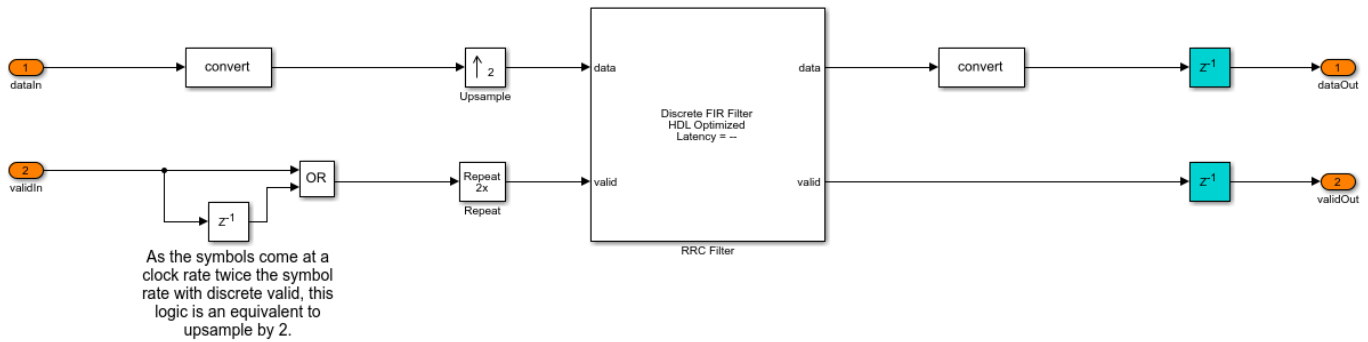 1
dataIn
convert
↑ 2
Upsample
data
data
convert
Z-1
1
dataOut
Discrete FIR Filter
HDL Optimized
Latency = --
2
validIn
OR
Z-1
Repeat
2x
Repeat
valid
valid
Z-1
2
validOut
RRC Filter
As the symbols come at a
clock rate twice the symbol
rate with discrete valid, this
logic is an equivalent to
upsample by 2.